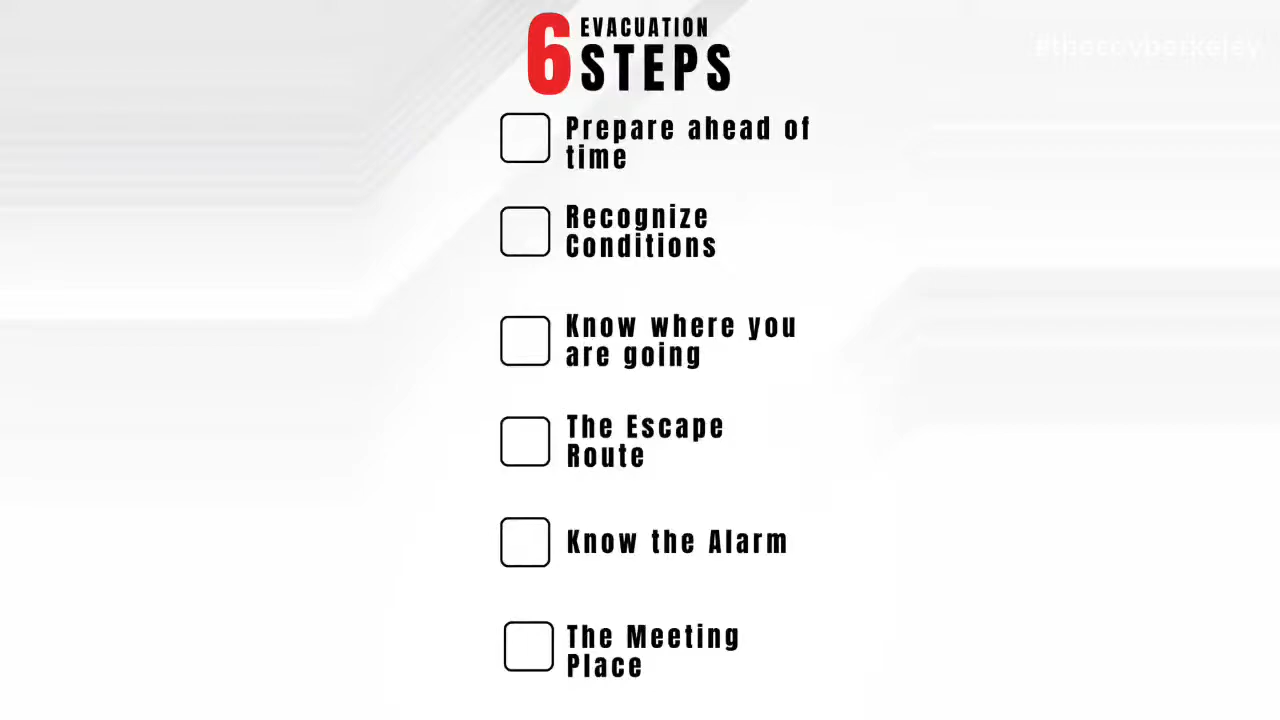 6 EVACUATION
STEPS
Prepare ahead of
time
Recognize
Conditions
Know where you
are going
The Escape
Route
Know the Alarm
The Meeting
Place